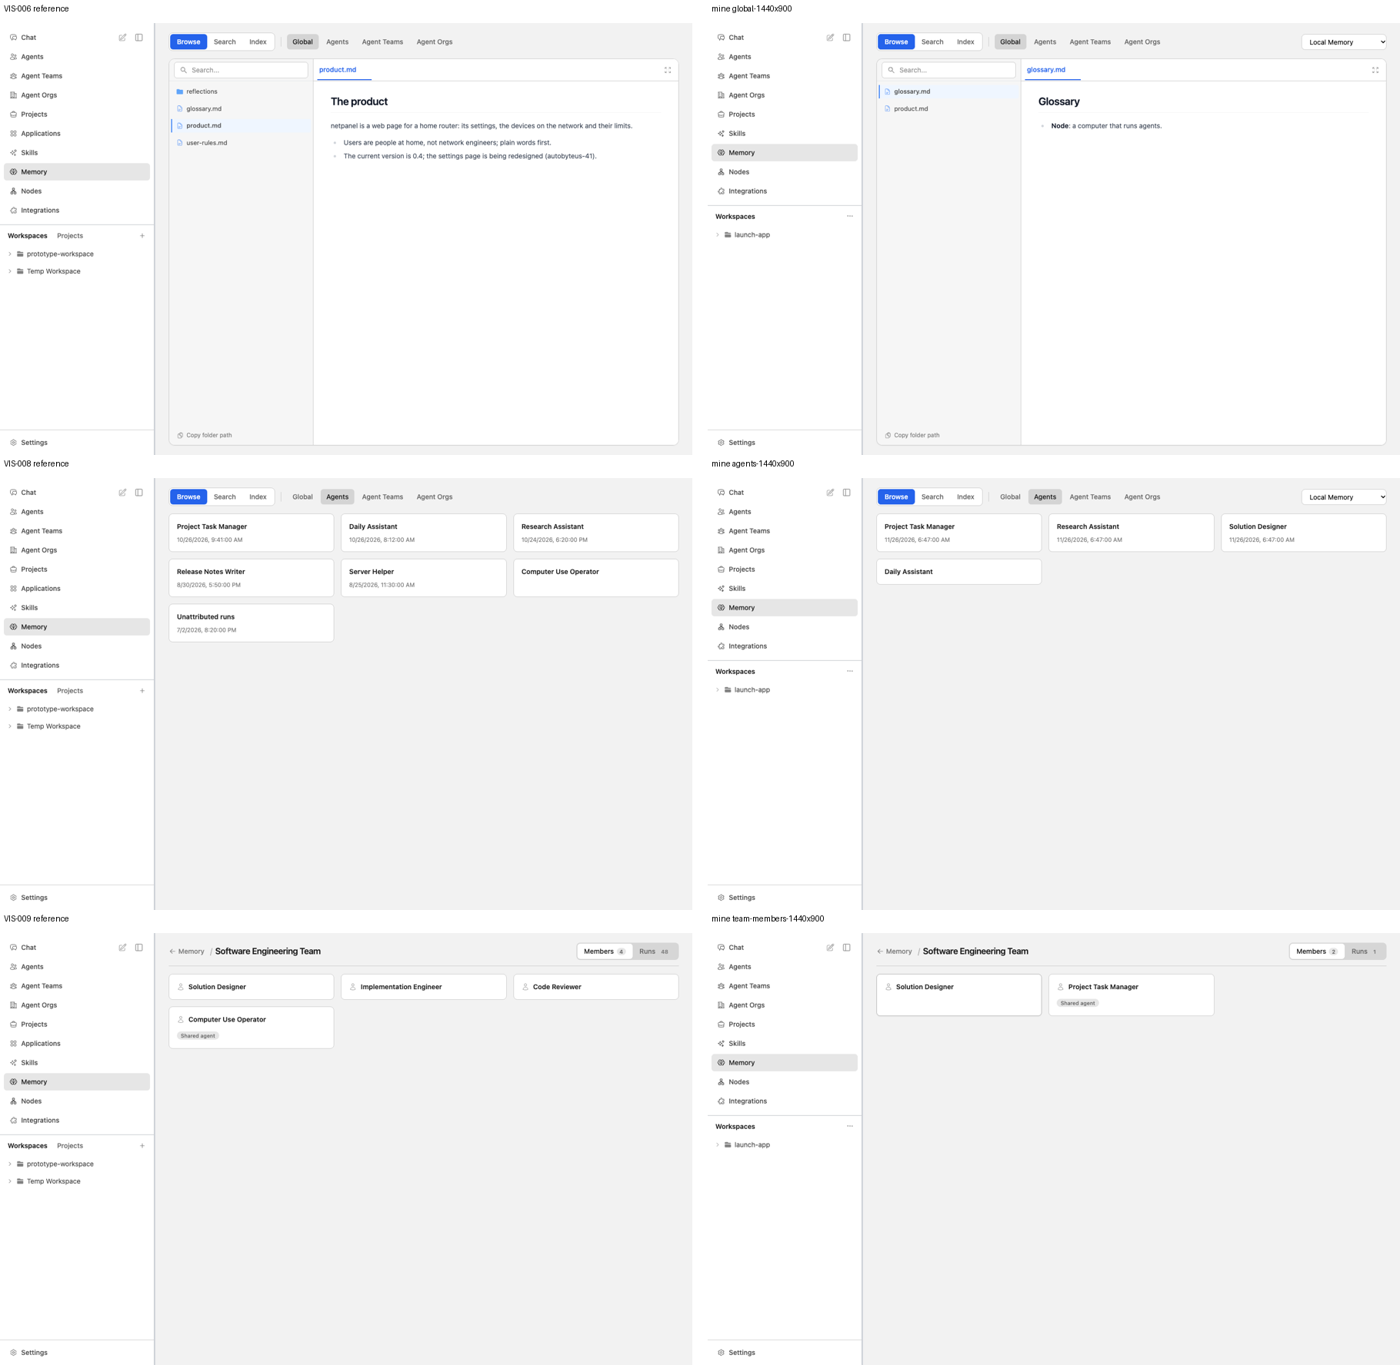 VIS-006 reference
Chat
Agents
Agent Teams
Agent Orgs
Projects
Applications
Skills
Memory
Nodes
Integrations
Workspaces Projects +
prototype-workspace
Temp Workspace
Settings
Browse Search Index Global Agents Agent Teams Agent Orgs
Search...
reflections
glossary.md
product.md
user-rules.md
Copy folder path
product.md
The product
netpanel is a web page for a home router: its settings, the devices on the network and their limits.
Users are people at home, not network engineers; plain words first.
The current version is 0.4; the settings page is being redesigned (autobyteus-41).
mine global-1440x900
Chat
Agents
Agent Teams
Agent Orgs
Projects
Skills
Memory
Nodes
Integrations
Workspaces
launch-app
Settings
Browse Search Index Global Agents Agent Teams Agent Orgs Local Memory
Search...
glossary.md
product.md
Copy folder path
glossary.md
Glossary
Node: a computer that runs agents.
VIS-008 reference
Chat
Agents
Agent Teams
Agent Orgs
Projects
Applications
Skills
Memory
Nodes
Integrations
Workspaces Projects +
prototype-workspace
Temp Workspace
Settings
Browse Search Index Global Agents Agent Teams Agent Orgs
Project Task Manager
10/26/2026, 9:41:00 AM
Daily Assistant
10/26/2026, 8:12:00 AM
Research Assistant
10/24/2026, 6:20:00 PM
Release Notes Writer
8/30/2026, 5:50:00 PM
Server Helper
8/25/2026, 11:30:00 AM
Computer Use Operator
Unattributed runs
7/2/2026, 8:20:00 PM
mine agents-1440x900
Chat
Agents
Agent Teams
Agent Orgs
Projects
Skills
Memory
Nodes
Integrations
Workspaces
launch-app
Settings
Browse Search Index Global Agents Agent Teams Agent Orgs Local Memory
Project Task Manager
11/26/2026, 6:47:00 AM
Research Assistant
11/26/2026, 6:47:00 AM
Solution Designer
11/26/2026, 6:47:00 AM
Daily Assistant
VIS-009 reference
Chat
Agents
Agent Teams
Agent Orgs
Projects
Applications
Skills
Memory
Nodes
Integrations
Workspaces Projects +
prototype-workspace
Temp Workspace
Settings
← Memory / Software Engineering Team Members 4 Runs 48
Solution Designer
Implementation Engineer
Code Reviewer
Computer Use Operator
Shared agent
mine team-members-1440x900
Chat
Agents
Agent Teams
Agent Orgs
Projects
Skills
Memory
Nodes
Integrations
Workspaces
launch-app
Settings
← Memory / Software Engineering Team Members 2 Runs 1
Solution Designer
Project Task Manager
Shared agent